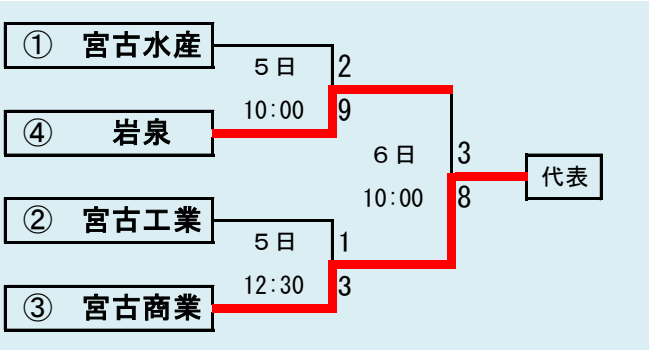 ① 宮古水産
5日
2
10:00
9
④ 岩泉
6日
3
代表
10:00
8
② 宮古工業
5日
1
12:30
3
③ 宮古商業